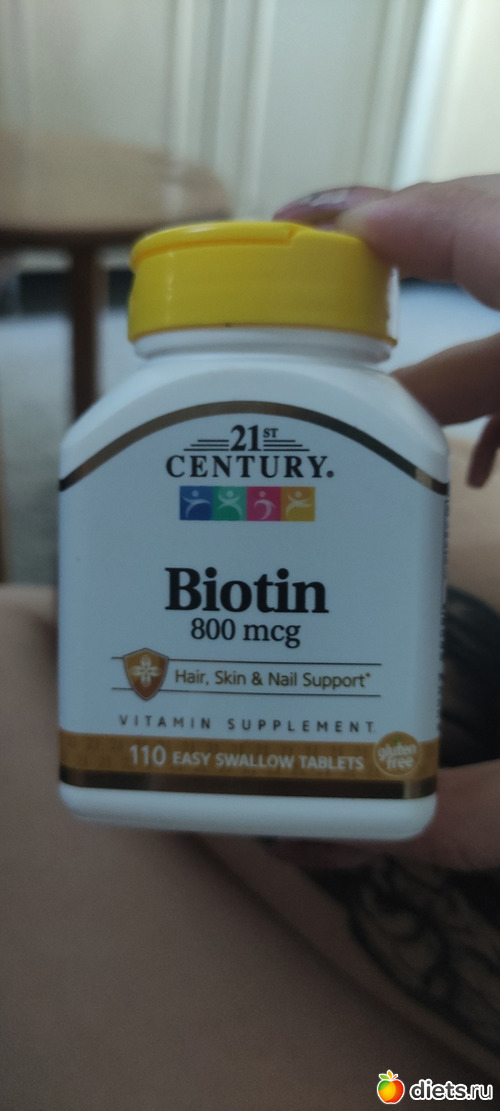 21ST
CENTURY®
Biotin
800 mcg
Hair, Skin & Nail Support*
VITAMIN SUPPLEMENT
110 EASY SWALLOW TABLETS
gluten
free
diets.ru